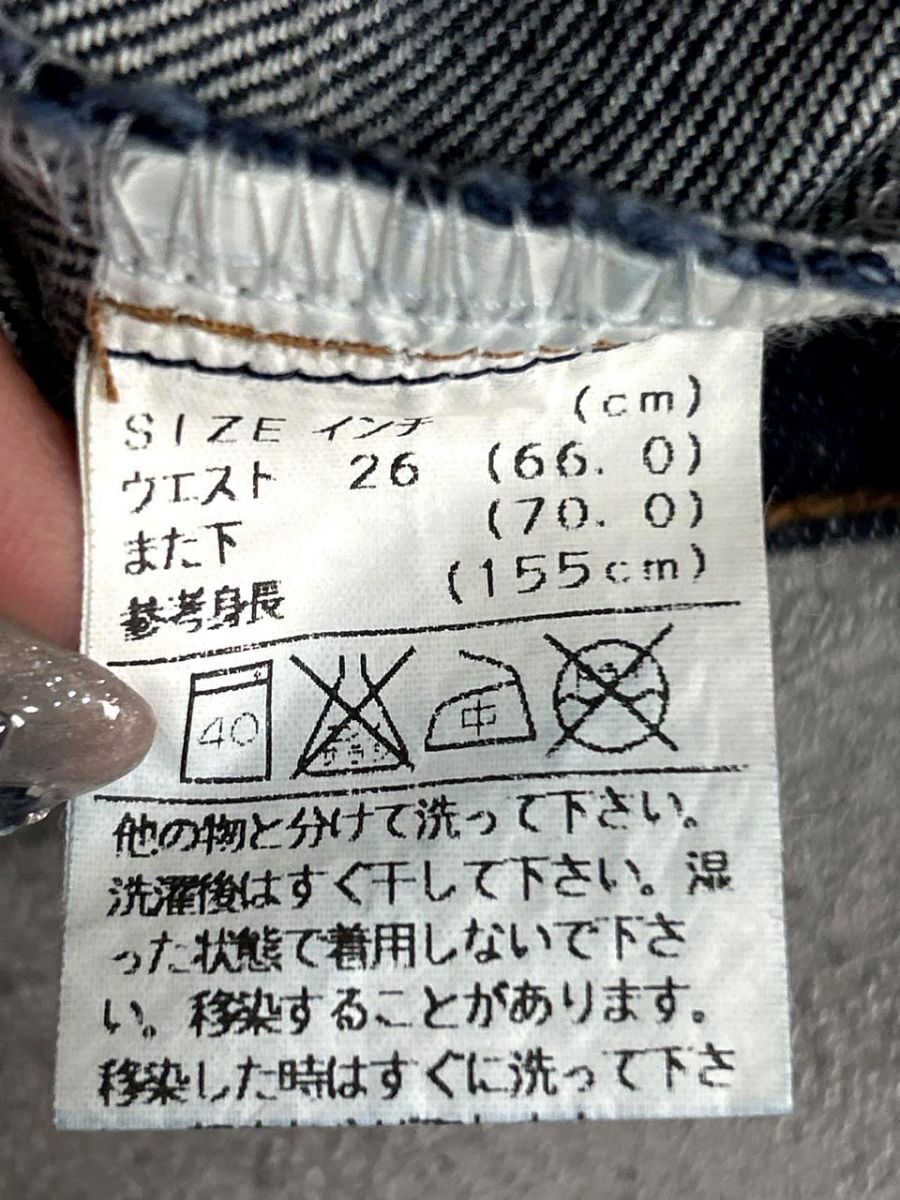 SIZE インチ (cm)
ウエスト 26 (66. 0)
また下 (70. 0)
参考身長 (155cm)
40 中
他の物と分けて洗って下さい。
洗濯後はすぐ干して下さい。湿
った状態で着用しないで下さ
い。移染することがあります。
移染した時はすぐに洗って下さ